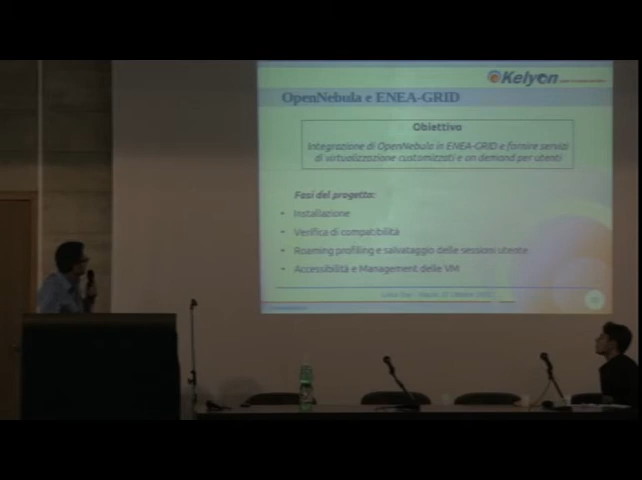 Kelyon
OpenNebula e ENEA-GRID
Obiettivo
Integrazione di OpenNebula in ENEA-GRID e fornire servizi
di virtualizzazione customizzati e on demand per utenti
Fasi del progetto:
- Installazione
- Verifica di compatibilità
- Roaming profiling e salvataggio delle sessioni utente
- Accessibilità e Management delle VM